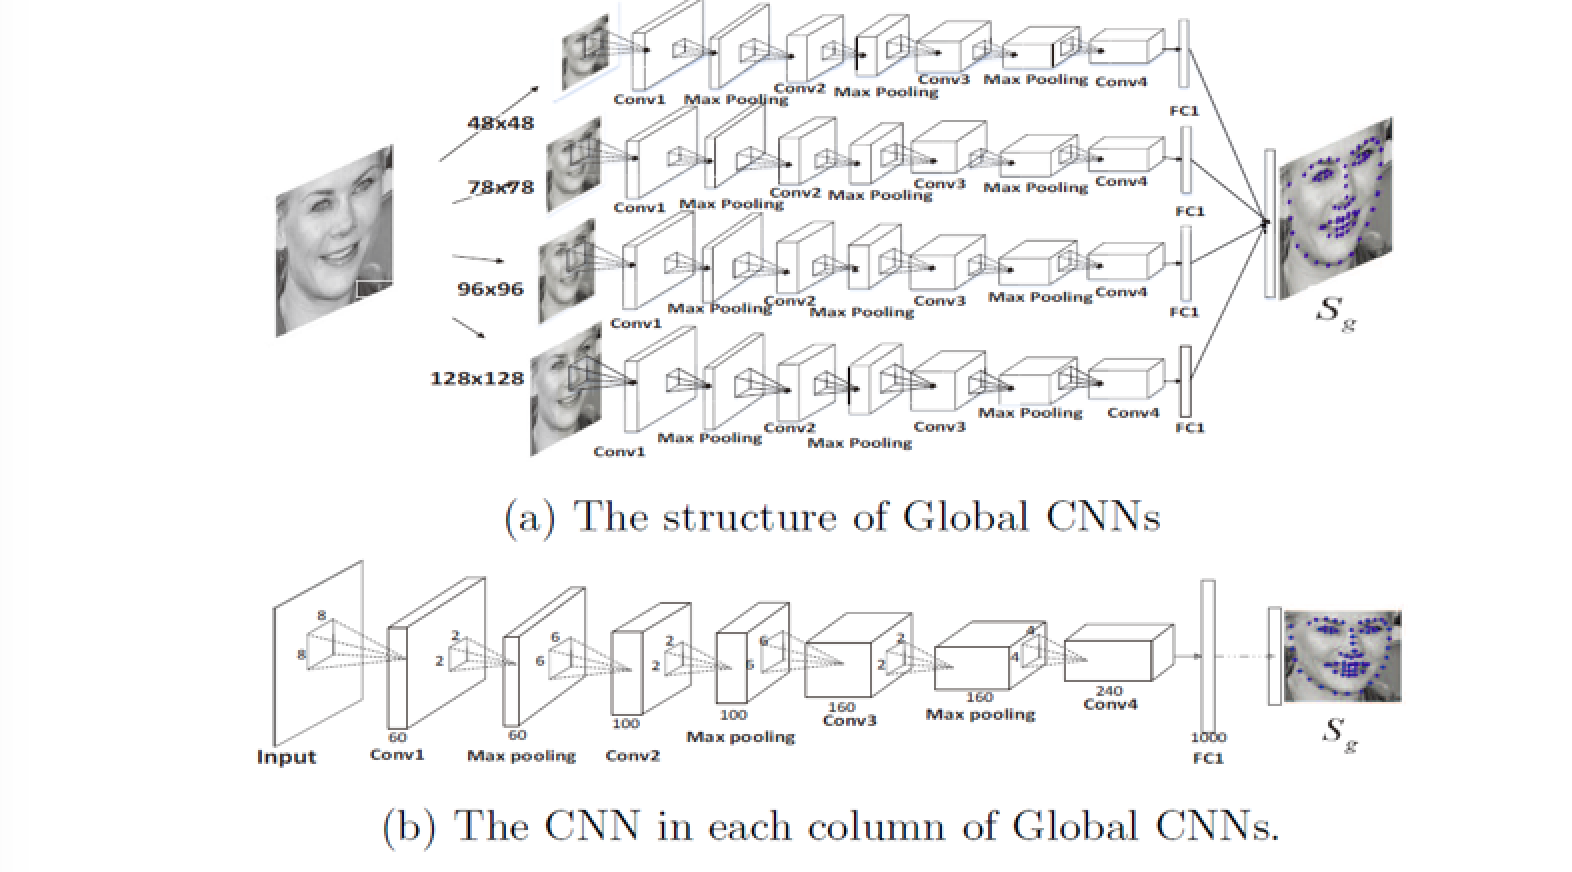 Conv1 Max Pooling Conv2 Max Pooling Conv3 Max Pooling Conv4
FC1
48x48
78x78
Conv1 Max Pooling Conv2 Max Pooling Conv3 Max Pooling Conv4
FC1
96x96
Conv1 Max Pooling Conv2 Max Pooling Conv3 Max Pooling Conv4
FC1
S g
128x128
Conv1 Max Pooling Conv2 Max Pooling Conv3 Max Pooling Conv4
FC1
(a) The structure of Global CNNs
8 2 6 2 6 2 4
8 2 6 2 6 2 4
60 60 100 100 160 160 240 1000
Input Conv1 Max pooling Conv2 Max pooling Conv3 Max pooling Conv4 FC1
S g
(b) The CNN in each column of Global CNNs.